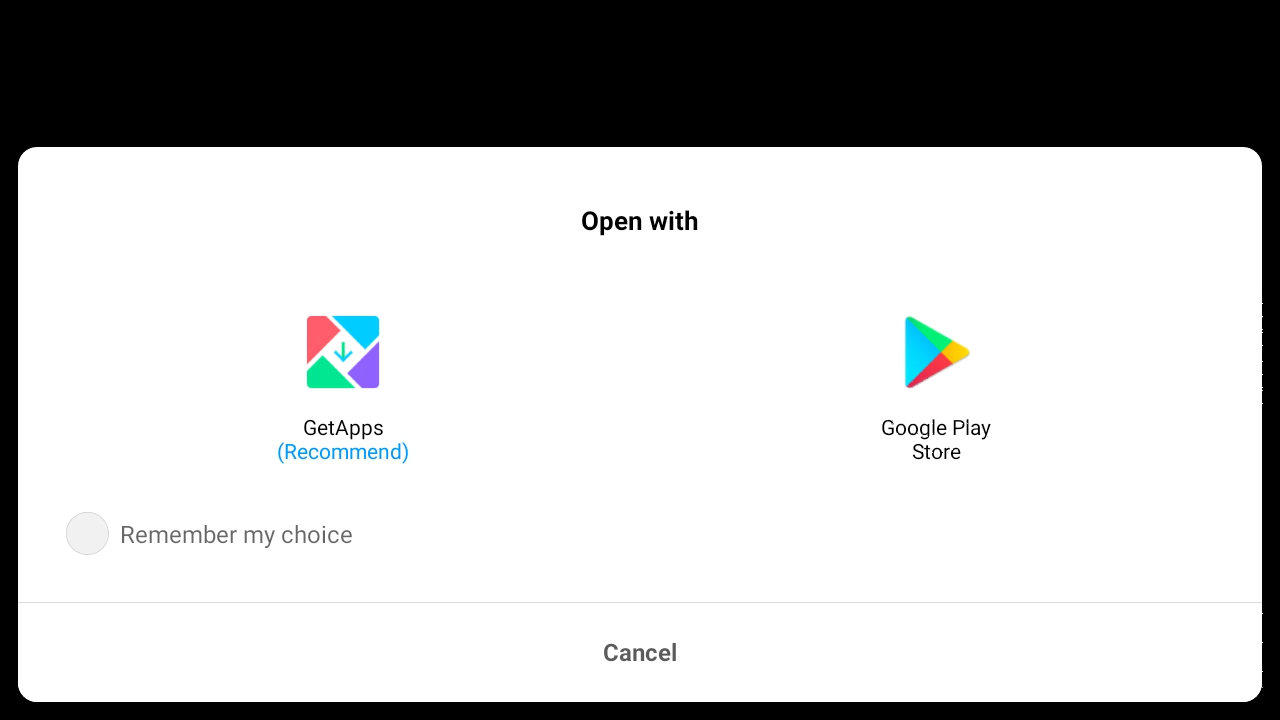 Open with
GetApps
(Recommend)
Google Play
Store
Remember my choice
Cancel